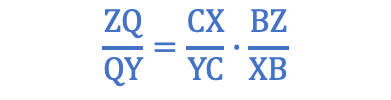 ZQ/QY = CX/YC · BZ/XB